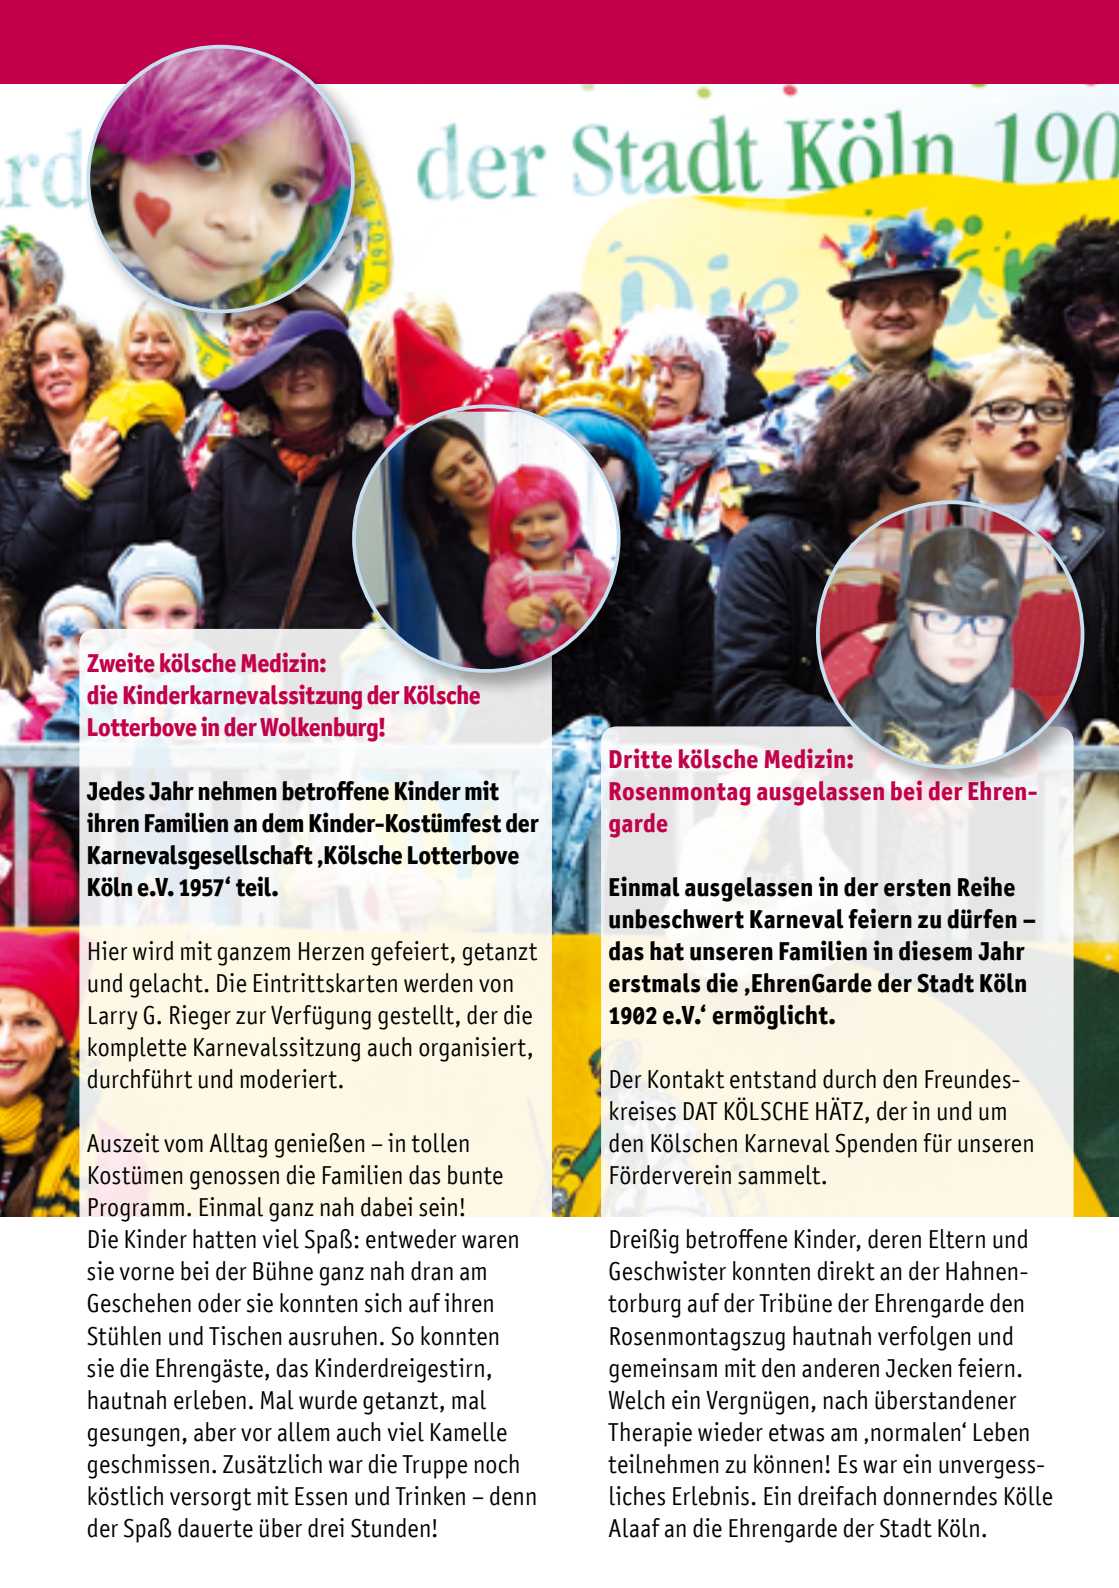 der Stadt Köln 190
Die
Zweite kölsche Medizin:
die Kinderkarnevalssitzung der Kölsche
Lotterbove in der Wolkenburg!
Jedes Jahr nehmen betroffene Kinder mit
ihren Familien an dem Kinder-Kostümfest der
Karnevalsgesellschaft ‚Kölsche Lotterbove
Köln e.V. 1957‘ teil.
Hier wird mit ganzem Herzen gefeiert, getanzt
und gelacht. Die Eintrittskarten werden von
Larry G. Rieger zur Verfügung gestellt, der die
komplette Karnevalssitzung auch organisiert,
durchführt und moderiert.
Auszeit vom Alltag genießen – in tollen
Kostümen genossen die Familien das bunte
Programm. Einmal ganz nah dabei sein!
Die Kinder hatten viel Spaß: entweder waren
sie vorne bei der Bühne ganz nah dran am
Geschehen oder sie konnten sich auf ihren
Stühlen und Tischen ausruhen. So konnten
sie die Ehrengäste, das Kinderdreigestirn,
hautnah erleben. Mal wurde getanzt, mal
gesungen, aber vor allem auch viel Kamelle
geschmissen. Zusätzlich war die Truppe noch
köstlich versorgt mit Essen und Trinken – denn
der Spaß dauerte über drei Stunden!
Dritte kölsche Medizin:
Rosenmontag ausgelassen bei der Ehren-
garde
Einmal ausgelassen in der ersten Reihe
unbeschwert Karneval feiern zu dürfen –
das hat unseren Familien in diesem Jahr
erstmals die ‚EhrenGarde der Stadt Köln
1902 e.V.‘ ermöglicht.
Der Kontakt entstand durch den Freundes-
kreises DAT KÖLSCHE HÄTZ, der in und um
den Kölschen Karneval Spenden für unseren
Förderverein sammelt.
Dreißig betroffene Kinder, deren Eltern und
Geschwister konnten direkt an der Hahnen-
torburg auf der Tribüne der Ehrengarde den
Rosenmontagszug hautnah verfolgen und
gemeinsam mit den anderen Jecken feiern.
Welch ein Vergnügen, nach überstandener
Therapie wieder etwas am ‚normalen‘ Leben
teilnehmen zu können! Es war ein unvergess-
liches Erlebnis. Ein dreifach donnerndes Kölle
Alaaf an die Ehrengarde der Stadt Köln.